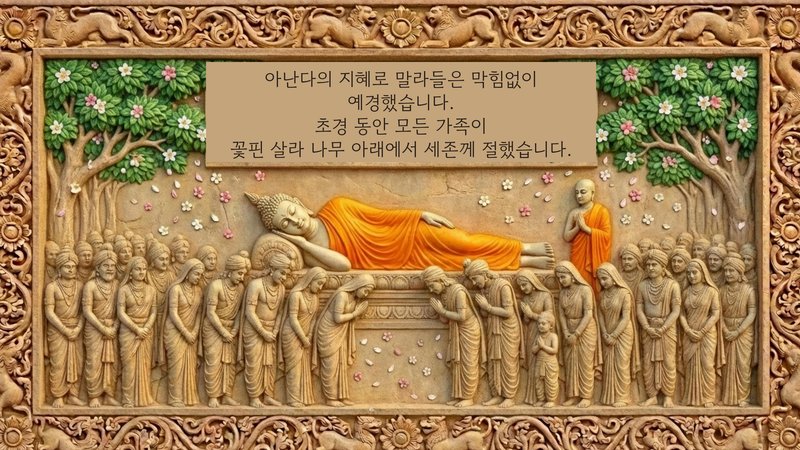 아난다의 지혜로 말라들은 막힘없이
예경했습니다.
초경 동안 모든 가족이
꽃핀 살라 나무 아래에서 세존께 절했습니다.